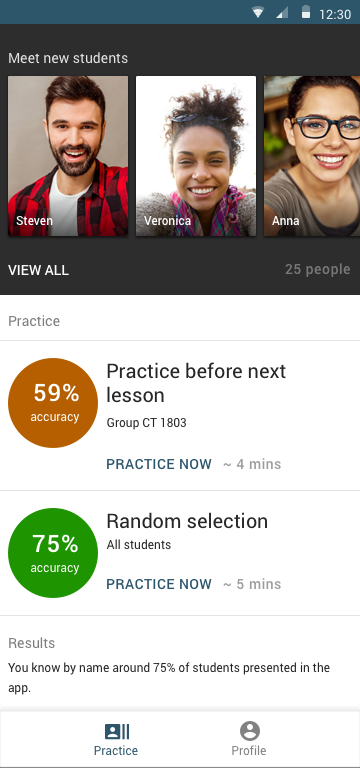 12:30
Meet new students
Steven
Veronica
Anna
VIEW ALL
25 people
Practice
59%
accuracy
Practice before next
lesson
Group CT 1803
PRACTICE NOW ~ 4 mins
75%
accuracy
Random selection
All students
PRACTICE NOW ~ 5 mins
Results
You know by name around 75% of students presented in the
app.
Practice
Profile